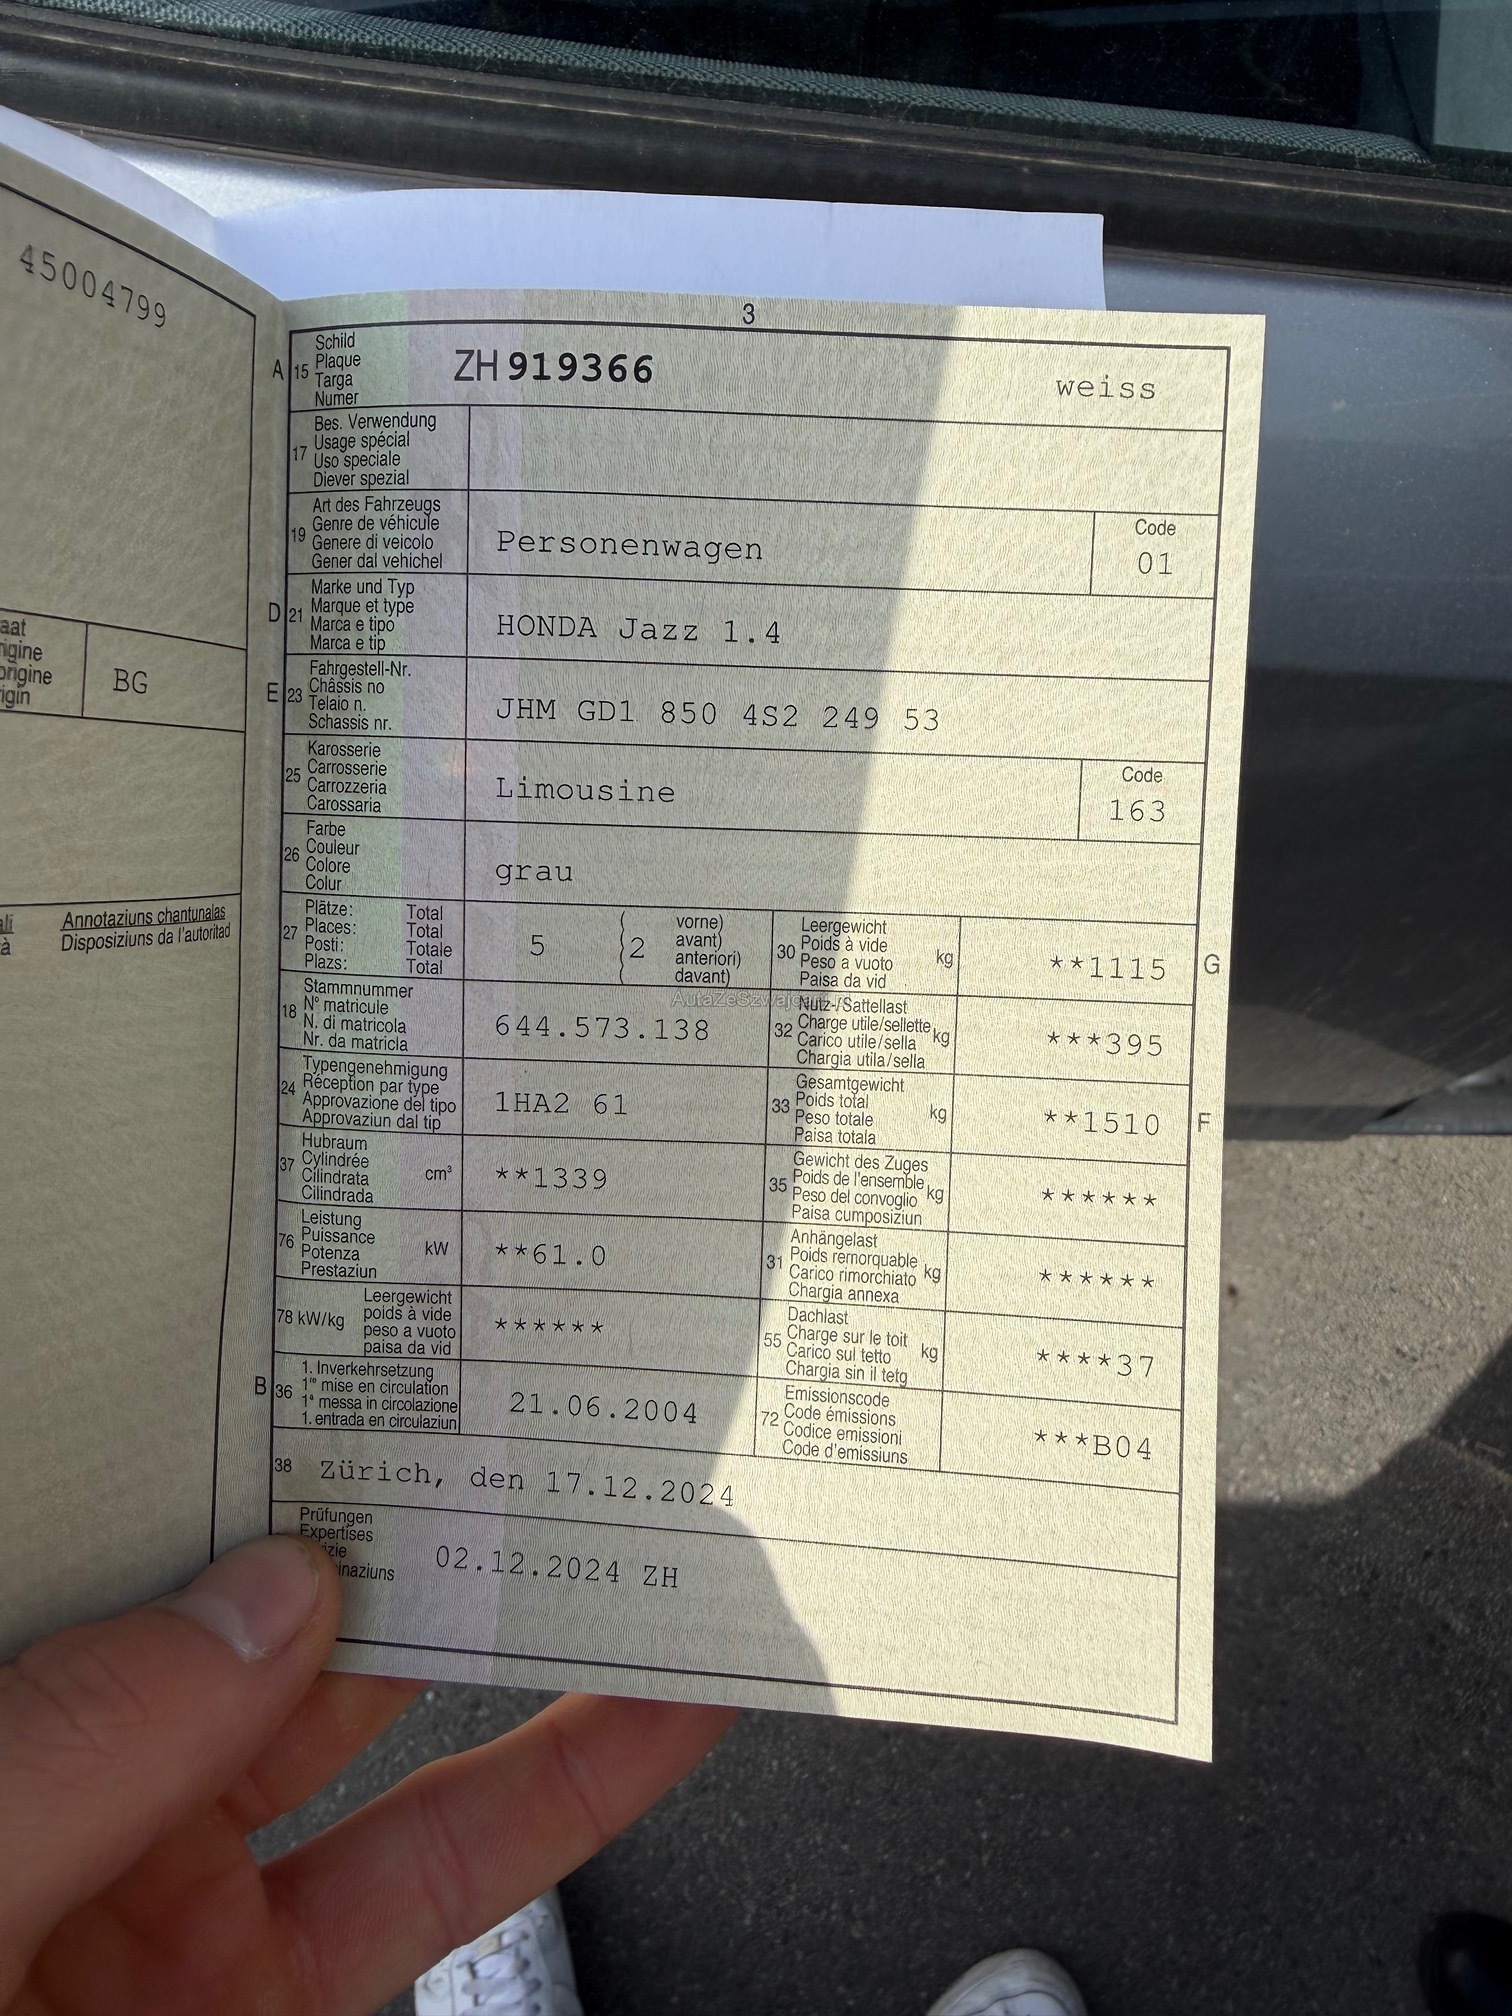 45004799
aat
rigine
origine
igin
BG
Annotaziuns chantunalas
Disposiziuns da l'autoritad
3
A
15
Schild
Plaque
Targa
Numer
ZH 919366
weiss
17
Bes. Verwendung
Usage spécial
Uso speciale
Diever spezial
19
Art des Fahrzeugs
Genre de véhicule
Genere di veicolo
Gener dal vehichel
Personenwagen
Code
01
D
21
Marke und Typ
Marque et type
Marca e tipo
Marca e tip
HONDA Jazz 1.4
E
23
Fahrgestell-Nr.
Châssis no
Telaio n.
Schassis nr.
JHM GD1 850 4S2 249 53
25
Karosserie
Carrosserie
Carrozzeria
Carossaria
Limousine
Code
163
26
Farbe
Couleur
Colore
Colur
grau
27
Plätze: Total
Places: Total
Posti: Totale
Plazs: Total
5
2
vorne)
avant)
anteriori)
davant)
30
Leergewicht
Poids à vide
Peso a vuoto
Paisa da vid
kg
**1115
G
18
Stammnummer
N° matricule
N. di matricola
Nr. da matricla
644.573.138
32
Nutz-/Sattellast
Charge utile/sellette
Carico utile/sella
Chargia utila/sella
kg
***395
24
Typengenehmigung
Réception par type
Approvazione del tipo
Approvaziun dal tip
1HA2 61
33
Gesamtgewicht
Poids total
Peso totale
Paisa totala
kg
**1510
F
37
Hubraum
Cylindrée
Cilindrata
Cilindrada
cm³
**1339
35
Gewicht des Zuges
Poids de l'ensemble
Peso del convoglio
Paisa cumposiziun
kg
******
76
Leistung
Puissance
Potenza
Prestaziun
kW
**61.0
31
Anhängelast
Poids remorquable
Carico rimorchiato
Chargia annexa
kg
******
78 kW/kg
Leergewicht
poids à vide
peso a vuoto
paisa da vid
******
55
Dachlast
Charge sur le toit
Carico sul tetto
Chargia sin il tetg
kg
****37
B
36
1. Inverkehrsetzung
1re mise en circulation
1a messa in circolazione
1. entrada en circulaziun
21.06.2004
72
Emissionscode
Code émissions
Codice emissioni
Code d'emissiuns
***B04
38
Zürich, den 17.12.2024
Prüfungen
Expertises
izie
inaziuns
02.12.2024 ZH